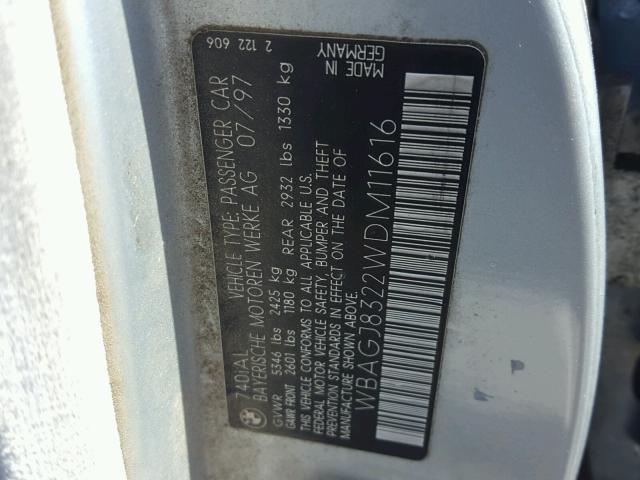 740IAL VEHICLE TYPE: PASSENGER CAR
BAYERISCHE MOTOREN WERKE AG 07/97
GVWR 5346 lbs 2425 kg
GAWR FRONT 2601 lbs 1180 kg REAR 2932 lbs 1330 kg
THIS VEHICLE CONFORMS TO ALL APPLICABLE U.S.
FEDERAL MOTOR VEHICLE SAFETY, BUMPER AND THEFT
PREVENTION STANDARDS IN EFFECT ON THE DATE OF
MANUFACTURE SHOWN ABOVE.
WBAGJ8322WDM11616
2 122 606
MADE IN
GERMANY